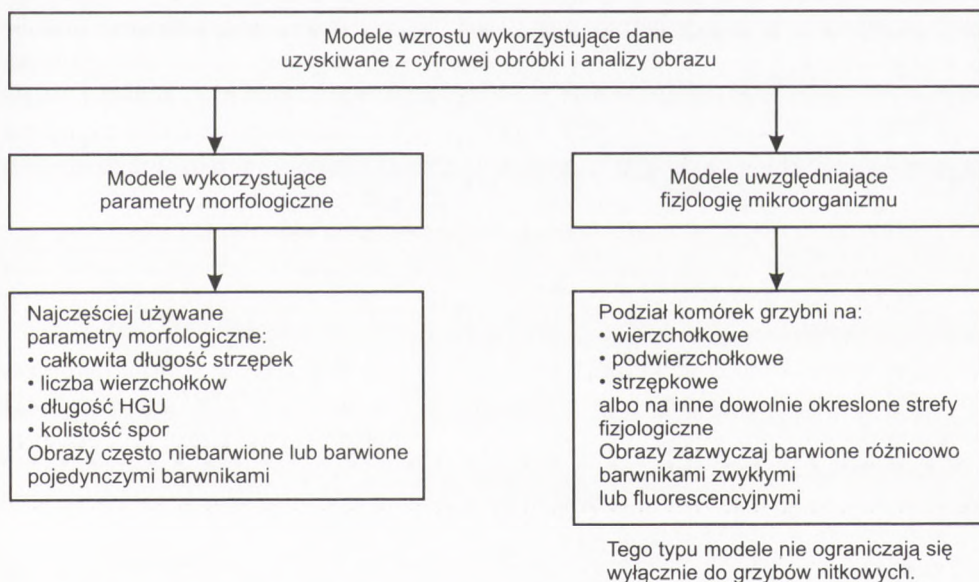 Modele wzrostu wykorzystujące dane
uzyskiwane z cyfrowej obróbki i analizy obrazu
Modele wykorzystujące
parametry morfologiczne
Modele uwzględniające
fizjologię mikroorganizmu
Najczęściej używane
parametry morfologiczne:
• całkowita długość strzępek
• liczba wierzchołków
• długość HGU
• kolistość spor
Obrazy często niebarwione lub barwione
pojedynczymi barwnikami
Podział komórek grzybni na:
• wierzchołkowe
• podwierzchołkowe
• strzępkowe
albo na inne dowolnie okreslone strefy
fizjologiczne
Obrazy zazwyczaj barwione różnicowo
barwnikami zwykłymi
lub fluorescencyjnymi
Tego typu modele nie ograniczają się
wyłącznie do grzybów nitkowych.